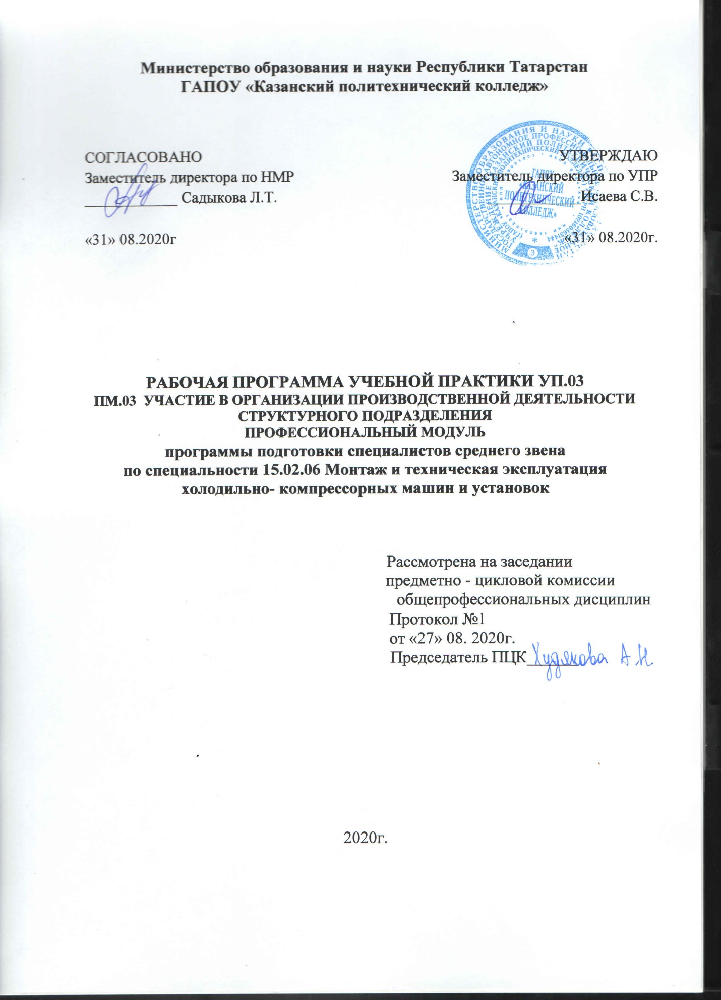 Министерство образования и науки Республики Татарстан
ГАПОУ «Казанский политехнический колледж»
СОГЛАСОВАНО
Заместитель директора по НМР
____________ Садыкова Л.Т.
«31» 08.2020г
УТВЕРЖДАЮ
Заместитель директора по УПР
____________Исаева С.В.
«31» 08.2020г.
ГАПОУ
«КАЗАНСКИЙ
ПОЛИТЕХНИЧЕСКИЙ
КОЛЛЕДЖ»
3
РАБОЧАЯ ПРОГРАММА УЧЕБНОЙ ПРАКТИКИ УП.03
ПМ.03 УЧАСТИЕ В ОРГАНИЗАЦИИ ПРОИЗВОДСТВЕННОЙ ДЕЯТЕЛЬНОСТИ
СТРУКТУРНОГО ПОДРАЗДЕЛЕНИЯ
ПРОФЕССИОНАЛЬНЫЙ МОДУЛЬ
программы подготовки специалистов среднего звена
по специальности 15.02.06 Монтаж и техническая эксплуатация
холодильно- компрессорных машин и установок
Рассмотрена на заседании
предметно - цикловой комиссии
общепрофессиональных дисциплин
Протокол №1
от «27» 08. 2020г.
Председатель ПЦК______ Худякова А.Н.
2020г.